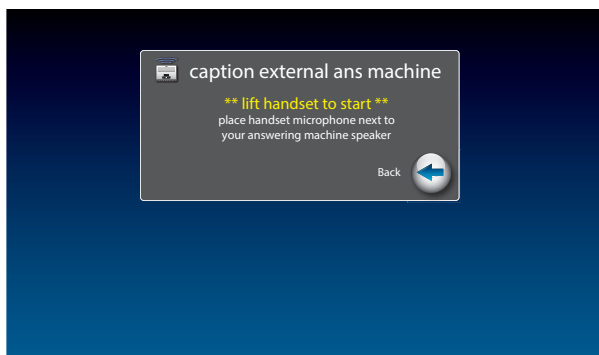 caption external ans machine
** lift handset to start **
place handset microphone next to
your answering machine speaker
Back